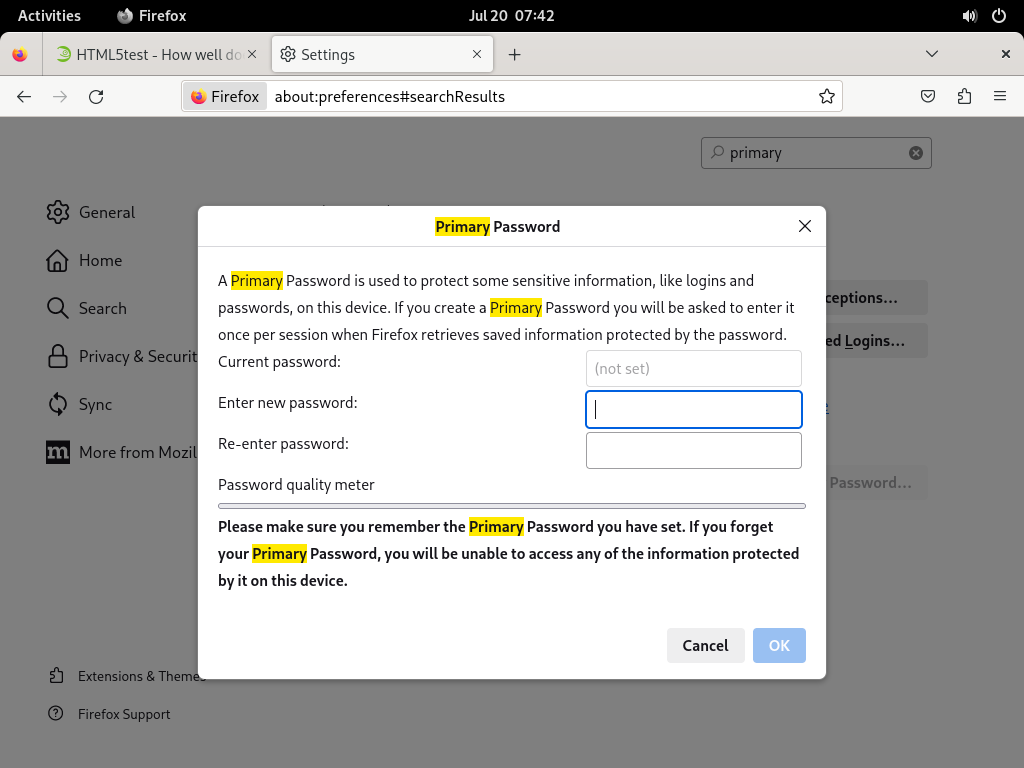 Activities
Firefox
Jul 20 07:42
HTML5test - How well do
Settings
Firefox
about:preferences#searchResults
primary
General
Home
Search
Privacy & Securit
Sync
More from Mozil
Extensions & Themes
Firefox Support
Primary Password
A Primary Password is used to protect some sensitive information, like logins and
passwords, on this device. If you create a Primary Password you will be asked to enter it
once per session when Firefox retrieves saved information protected by the password.
Current password:
(not set)
Enter new password:
Re-enter password:
Password quality meter
Please make sure you remember the Primary Password you have set. If you forget
your Primary Password, you will be unable to access any of the information protected
by it on this device.
Cancel
OK
ceptions...
ed Logins...
Password...